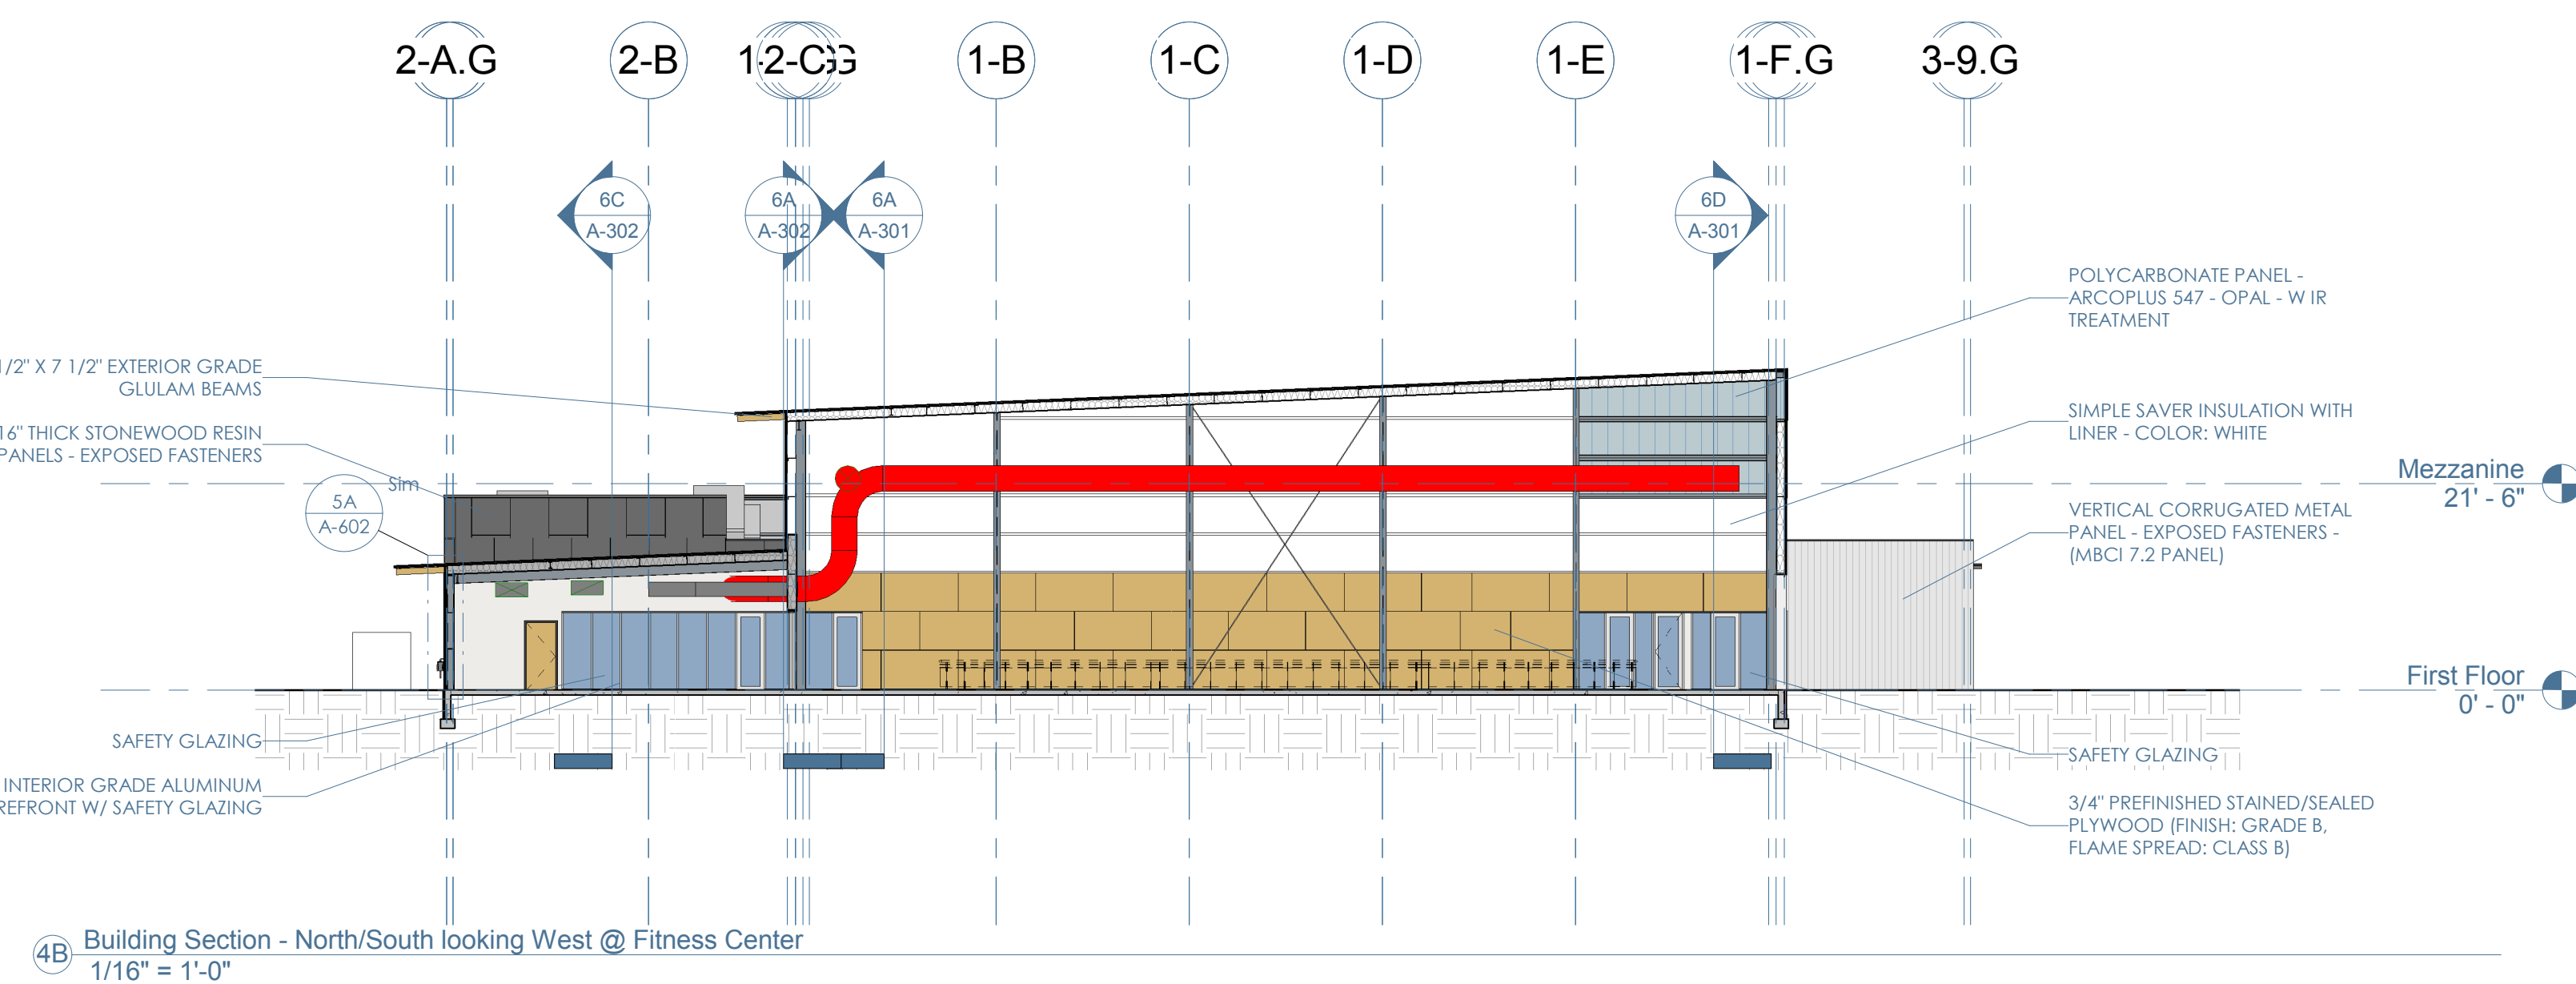 2-A.G
2-B
2-C
1-B
1-C
1-D
1-E
1-F.G
3-9.G
6C
A-302
6A
A-302
6A
A-301
6D
A-301
POLYCARBONATE PANEL -
ARCOPLUS 547 - OPAL - W IR
TREATMENT
1/2" X 7 1/2" EXTERIOR GRADE
GLULAM BEAMS
SIMPLE SAVER INSULATION WITH
LINER - COLOR: WHITE
16" THICK STONEWOOD RESIN
PANELS - EXPOSED FASTENERS
Sim
5A
A-602
Mezzanine
21' - 6"
VERTICAL CORRUGATED METAL
PANEL - EXPOSED FASTENERS -
(MBCI 7.2 PANEL)
First Floor
0' - 0"
SAFETY GLAZING
SAFETY GLAZING
INTERIOR GRADE ALUMINUM
REFRONT W/ SAFETY GLAZING
3/4" PREFINISHED STAINED/SEALED
PLYWOOD (FINISH: GRADE B,
FLAME SPREAD: CLASS B)
4B
Building Section - North/South looking West @ Fitness Center
1/16" = 1'-0"